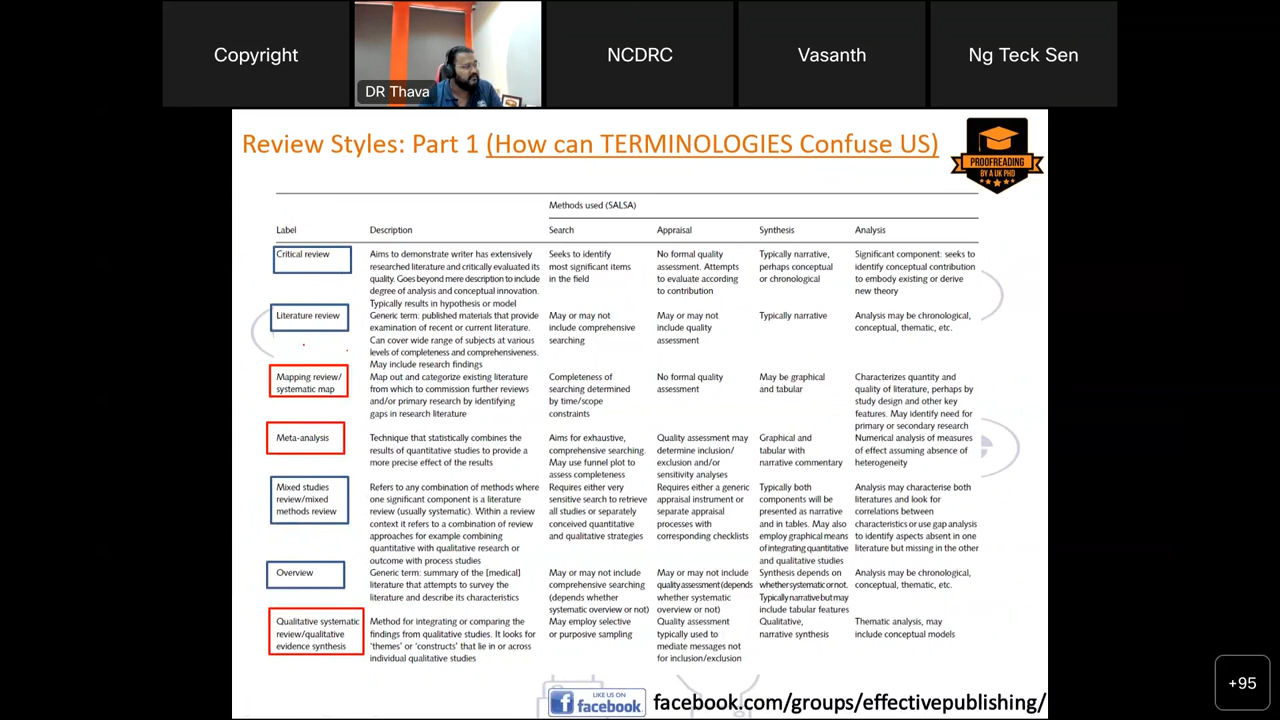 Copyright
DR Thava
NCDRC
Vasanth
Ng Teck Sen
Review Styles: Part 1 (How can TERMINOLOGIES Confuse US)
PROOFREADING
BY A UK PHD
Methods used (SALSA)
Label Description Search Appraisal Synthesis Analysis
Critical review
Aims to demonstrate writer has extensively
researched literature and critically evaluated its
quality. Goes beyond mere description to include
degree of analysis and conceptual innovation.
Typically results in hypothesis or model
Seeks to identify
most significant items
in the field
No formal quality
assessment. Attempts
to evaluate according
to contribution
Typically narrative,
perhaps conceptual
or chronological
Significant component: seeks to
identify conceptual contribution
to embody existing or derive
new theory
Literature review
Generic term: published materials that provide
examination of recent or current literature.
Can cover wide range of subjects at various
levels of completeness and comprehensiveness.
May include research findings
May or may not
include comprehensive
searching
May or may not
include quality
assessment
Typically narrative
Analysis may be chronological,
conceptual, thematic, etc.
Mapping review/
systematic map
Map out and categorize existing literature
from which to commission further reviews
and/or primary research by identifying
gaps in research literature
Completeness of
searching determined
by time/scope
constraints
No formal quality
assessment
May be graphical
and tabular
Characterizes quantity and
quality of literature, perhaps by
study design and other key
features. May identify need for
primary or secondary research
Meta-analysis
Technique that statistically combines the
results of quantitative studies to provide a
more precise effect of the results
Aims for exhaustive,
comprehensive searching.
May use funnel plot to
assess completeness
Quality assessment may
determine inclusion/
exclusion and/or
sensitivity analyses
Graphical and
tabular with
narrative commentary
Numerical analysis of measures
of effect assuming absence of
heterogeneity
Mixed studies
review/mixed
methods review
Refers to any combination of methods where
one significant component is a literature
review (usually systematic). Within a review
context it refers to a combination of review
approaches for example combining
quantitative with qualitative research or
outcome with process studies
Requires either very
sensitive search to retrieve
all studies or separately
conceived quantitative
and qualitative strategies
Requires either a generic
appraisal instrument or
separate appraisal
processes with
corresponding checklists
Typically both
components will be
presented as narrative
and in tables. May also
employ graphical means
of integrating quantitative
and qualitative studies
Analysis may characterise both
literatures and look for
correlations between
characteristics or use gap analysis
to identify aspects absent in one
literature but missing in the other
Overview
Generic term: summary of the [medical]
literature that attempts to survey the
literature and describe its characteristics
May or may not include
comprehensive searching
(depends whether
systematic overview or not)
May or may not include
quality assessment (depends
whether systematic
overview or not)
Synthesis depends on
whether systematic or not.
Typically narrative but may
include tabular features
Analysis may be chronological,
conceptual, thematic, etc.
Qualitative systematic
review/qualitative
evidence synthesis
Method for integrating or comparing the
findings from qualitative studies. It looks for
‘themes’ or ‘constructs’ that lie in or across
individual qualitative studies
May employ selective
or purposive sampling
Quality assessment
typically used to
mediate messages not
for inclusion/exclusion
Qualitative,
narrative synthesis
Thematic analysis, may
include conceptual models
LIKE US ON
facebook
facebook.com/groups/effectivepublishing/
+95